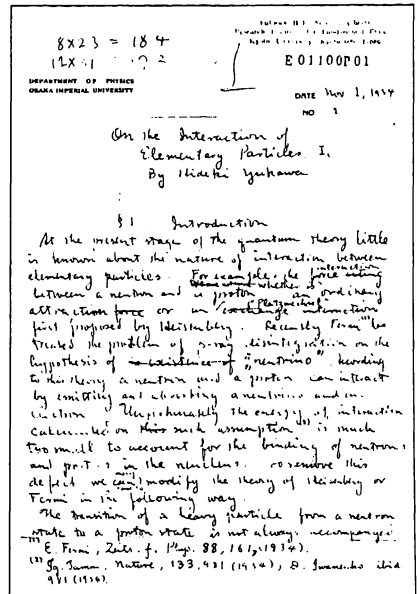 8 x 23 = 184
DEPARTMENT OF PHYSICS
OSAKA IMPERIAL UNIVERSITY
E01100P01
DATE Nov 1, 1934
NO 1
On the Interaction of
Elementary Particles I.
By Hideki Yukawa
§1 Introduction
At the present stage of the quantum theory little
is known about the nature of interaction between
elementary particles. For example, the force acting interaction
between a neutron and a proton whether an ordinary
attraction force or an exchange interaction "Platzwechsel"
first proposed by Heisenberg. Recently Fermi has
treated the problem of β-ray disintegration on the
hypothesis of existence of "neutrino". According
to this theory a neutron and a proton can interact
by emitting and absorbing a neutrino and an
electron. Unfortunately the energy of interaction
calculated on this such assumption is much
too small to account for the binding of neutrons
and protons in the nucleus. To remove this
defect we can modify the theory of Heisenberg or
Fermi in the following way.
The transition of a heavy particle from a neutron
state to a proton state is not always accompanied
E. Fermi, Zeits. f. Phys. 88, 161, (1934).
Ig. Tamm, Nature, 133, 981 (1934), D. Iwanenko ibid.
981 (1934).